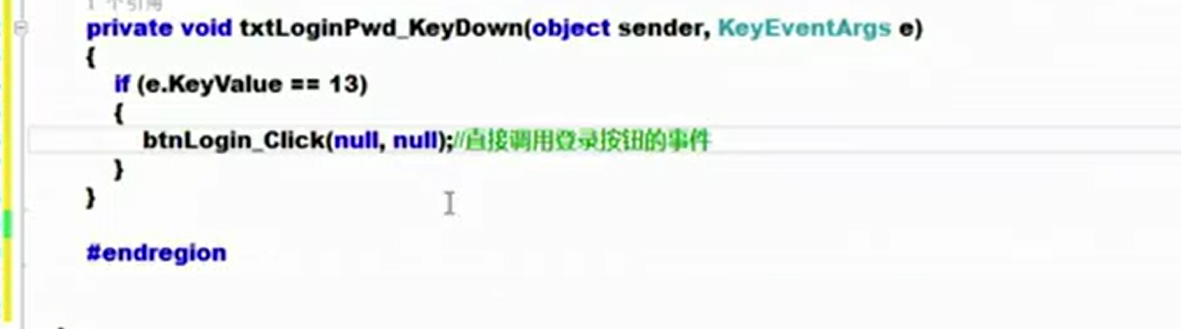 1 个引用
private void txtLoginPwd_KeyDown(object sender, KeyEventArgs e)
{
if (e.KeyValue == 13)
{
btnLogin_Click(null, null);//直接调用登录按钮的事件
}
}
#endregion